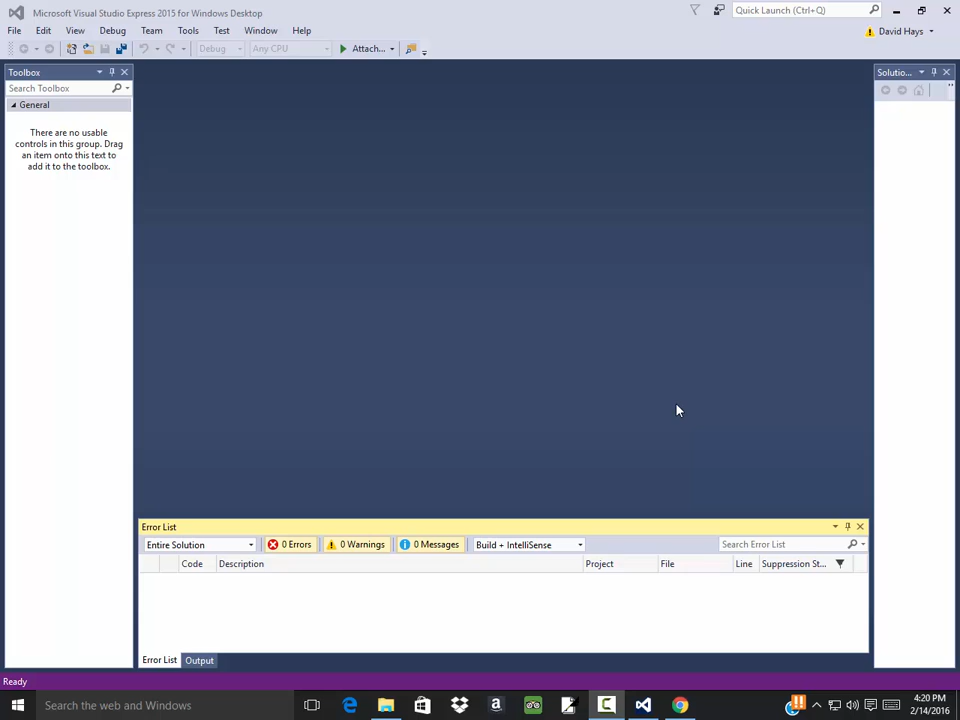 Microsoft Visual Studio Express 2015 for Windows Desktop
Quick Launch (Ctrl+Q)
File Edit View Debug Team Tools Test Window Help
David Hays
Debug Any CPU Attach...
Toolbox
Search Toolbox
General
There are no usable
controls in this group. Drag
an item onto this text to
add it to the toolbox.
Solutio...
Error List
Entire Solution 0 Errors 0 Warnings 0 Messages Build + IntelliSense Search Error List
Code Description Project File Line Suppression St...
Error List Output
Ready
Search the web and Windows
4:20 PM
2/14/2016